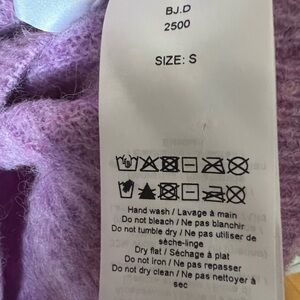 BJ.D
2500
SIZE: S
Hand wash / Lavage à main
Do not bleach / Ne pas blanchir
Do not tumble dry / Ne pas utiliser de
sèche-linge
Dry flat / Séchage à plat
Do not Iron / Ne pas repasser
Do not dry clean / Pas nettoyer à
sec